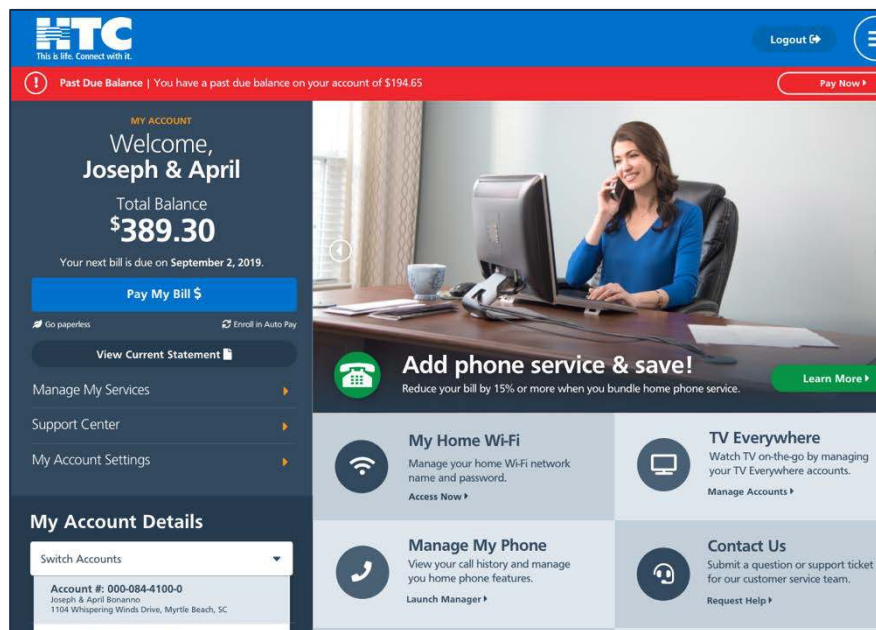 HTC
This is life. Connect with it.
Logout
Past Due Balance | You have a past due balance on your account of $194.65
Pay Now
MY ACCOUNT
Welcome,
Joseph & April
Total Balance
$389.30
Your next bill is due on September 2, 2019.
Pay My Bill $
Go paperless
Enroll in Auto Pay
View Current Statement
Manage My Services
Support Center
My Account Settings
My Account Details
Switch Accounts
Account #: 000-084-4100-0
Joseph & April Bonanno
1104 Whispering Winds Drive, Myrtle Beach, SC
Add phone service & save!
Reduce your bill by 15% or more when you bundle home phone service.
Learn More
My Home Wi-Fi
Manage your home Wi-Fi network
name and password.
Access Now
TV Everywhere
Watch TV on-the-go by managing
your TV Everywhere accounts.
Manage Accounts
Manage My Phone
View your call history and manage
you home phone features.
Launch Manager
Contact Us
Submit a question or support ticket
for our customer service team.
Request Help